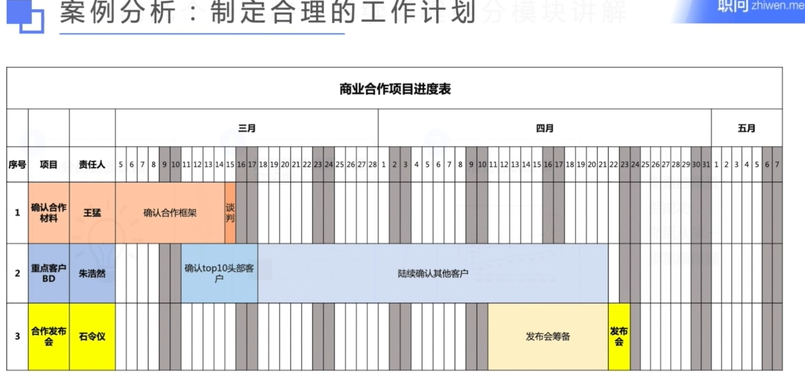 案例分析：制定合理的工作计划
职问zhiwen.me
商业合作项目进度表
三月 四月 五月
序号 项目 责任人 5 6 7 8 9 10 11 12 13 14 15 16 17 18 19 20 21 22 23 24 25 26 27 28 1 2 3 4 5 6 7 8 9 10 11 12 13 14 15 16 17 18 19 20 21 22 23 24 25 26 27 28 29 30 31 1 2 3 4 5 6 7
1 确认合作
材料 王猛 确认合作框架 谈
判
2 重点客户
BD 朱浩然 确认top10头部客
户 陆续确认其他客户
3 合作发布
会 石令仪 发布会筹备 发布
会